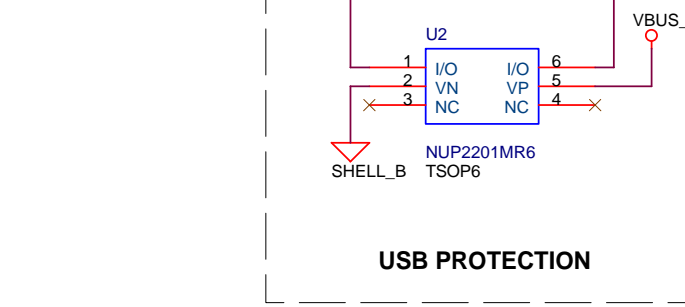 VBUS_
U2
1 I/O I/O 6
2 VN VP 5
3 NC NC 4
NUP2201MR6
SHELL_B TSOP6
USB PROTECTION